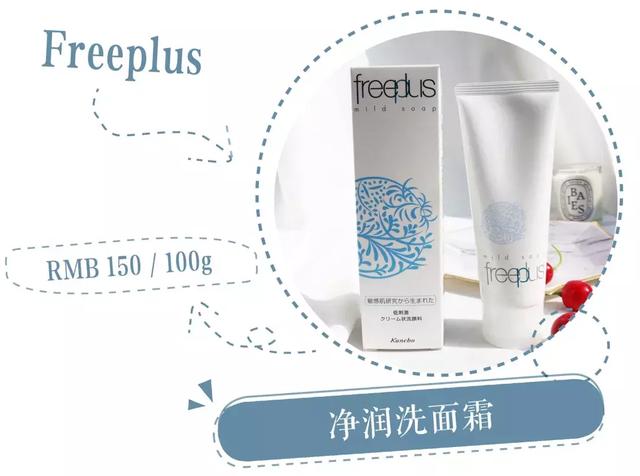 Freeplus
RMB 150 / 100g
freeplus
mild soap
敏感肌研究から生まれた
低刺激
クリーム状洗顔料
Kanebo
mild soap
freeplus
BAIES
净润洗面霜